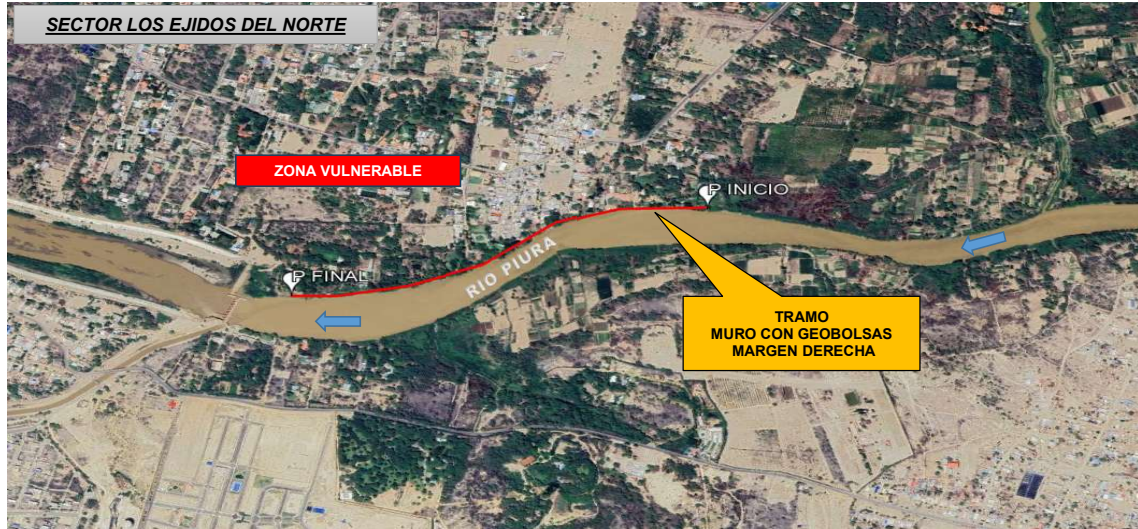 SECTOR LOS EJIDOS DEL NORTE
ZONA VULNERABLE
P INICIO
P FINAL
RIO PIURA
TRAMO
MURO CON GEOBOLSAS
MARGEN DERECHA